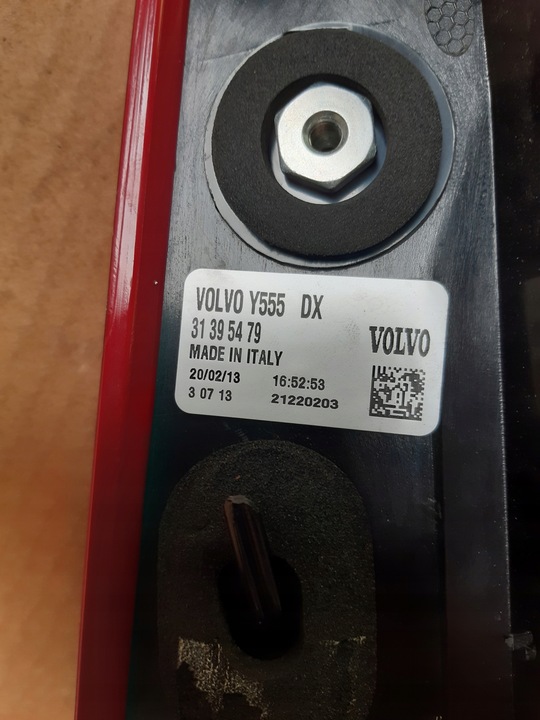 VOLVO Y555 DX
31 39 54 79
VOLVO
MADE IN ITALY
20/02/13 16:52:53
3 07 13 21220203